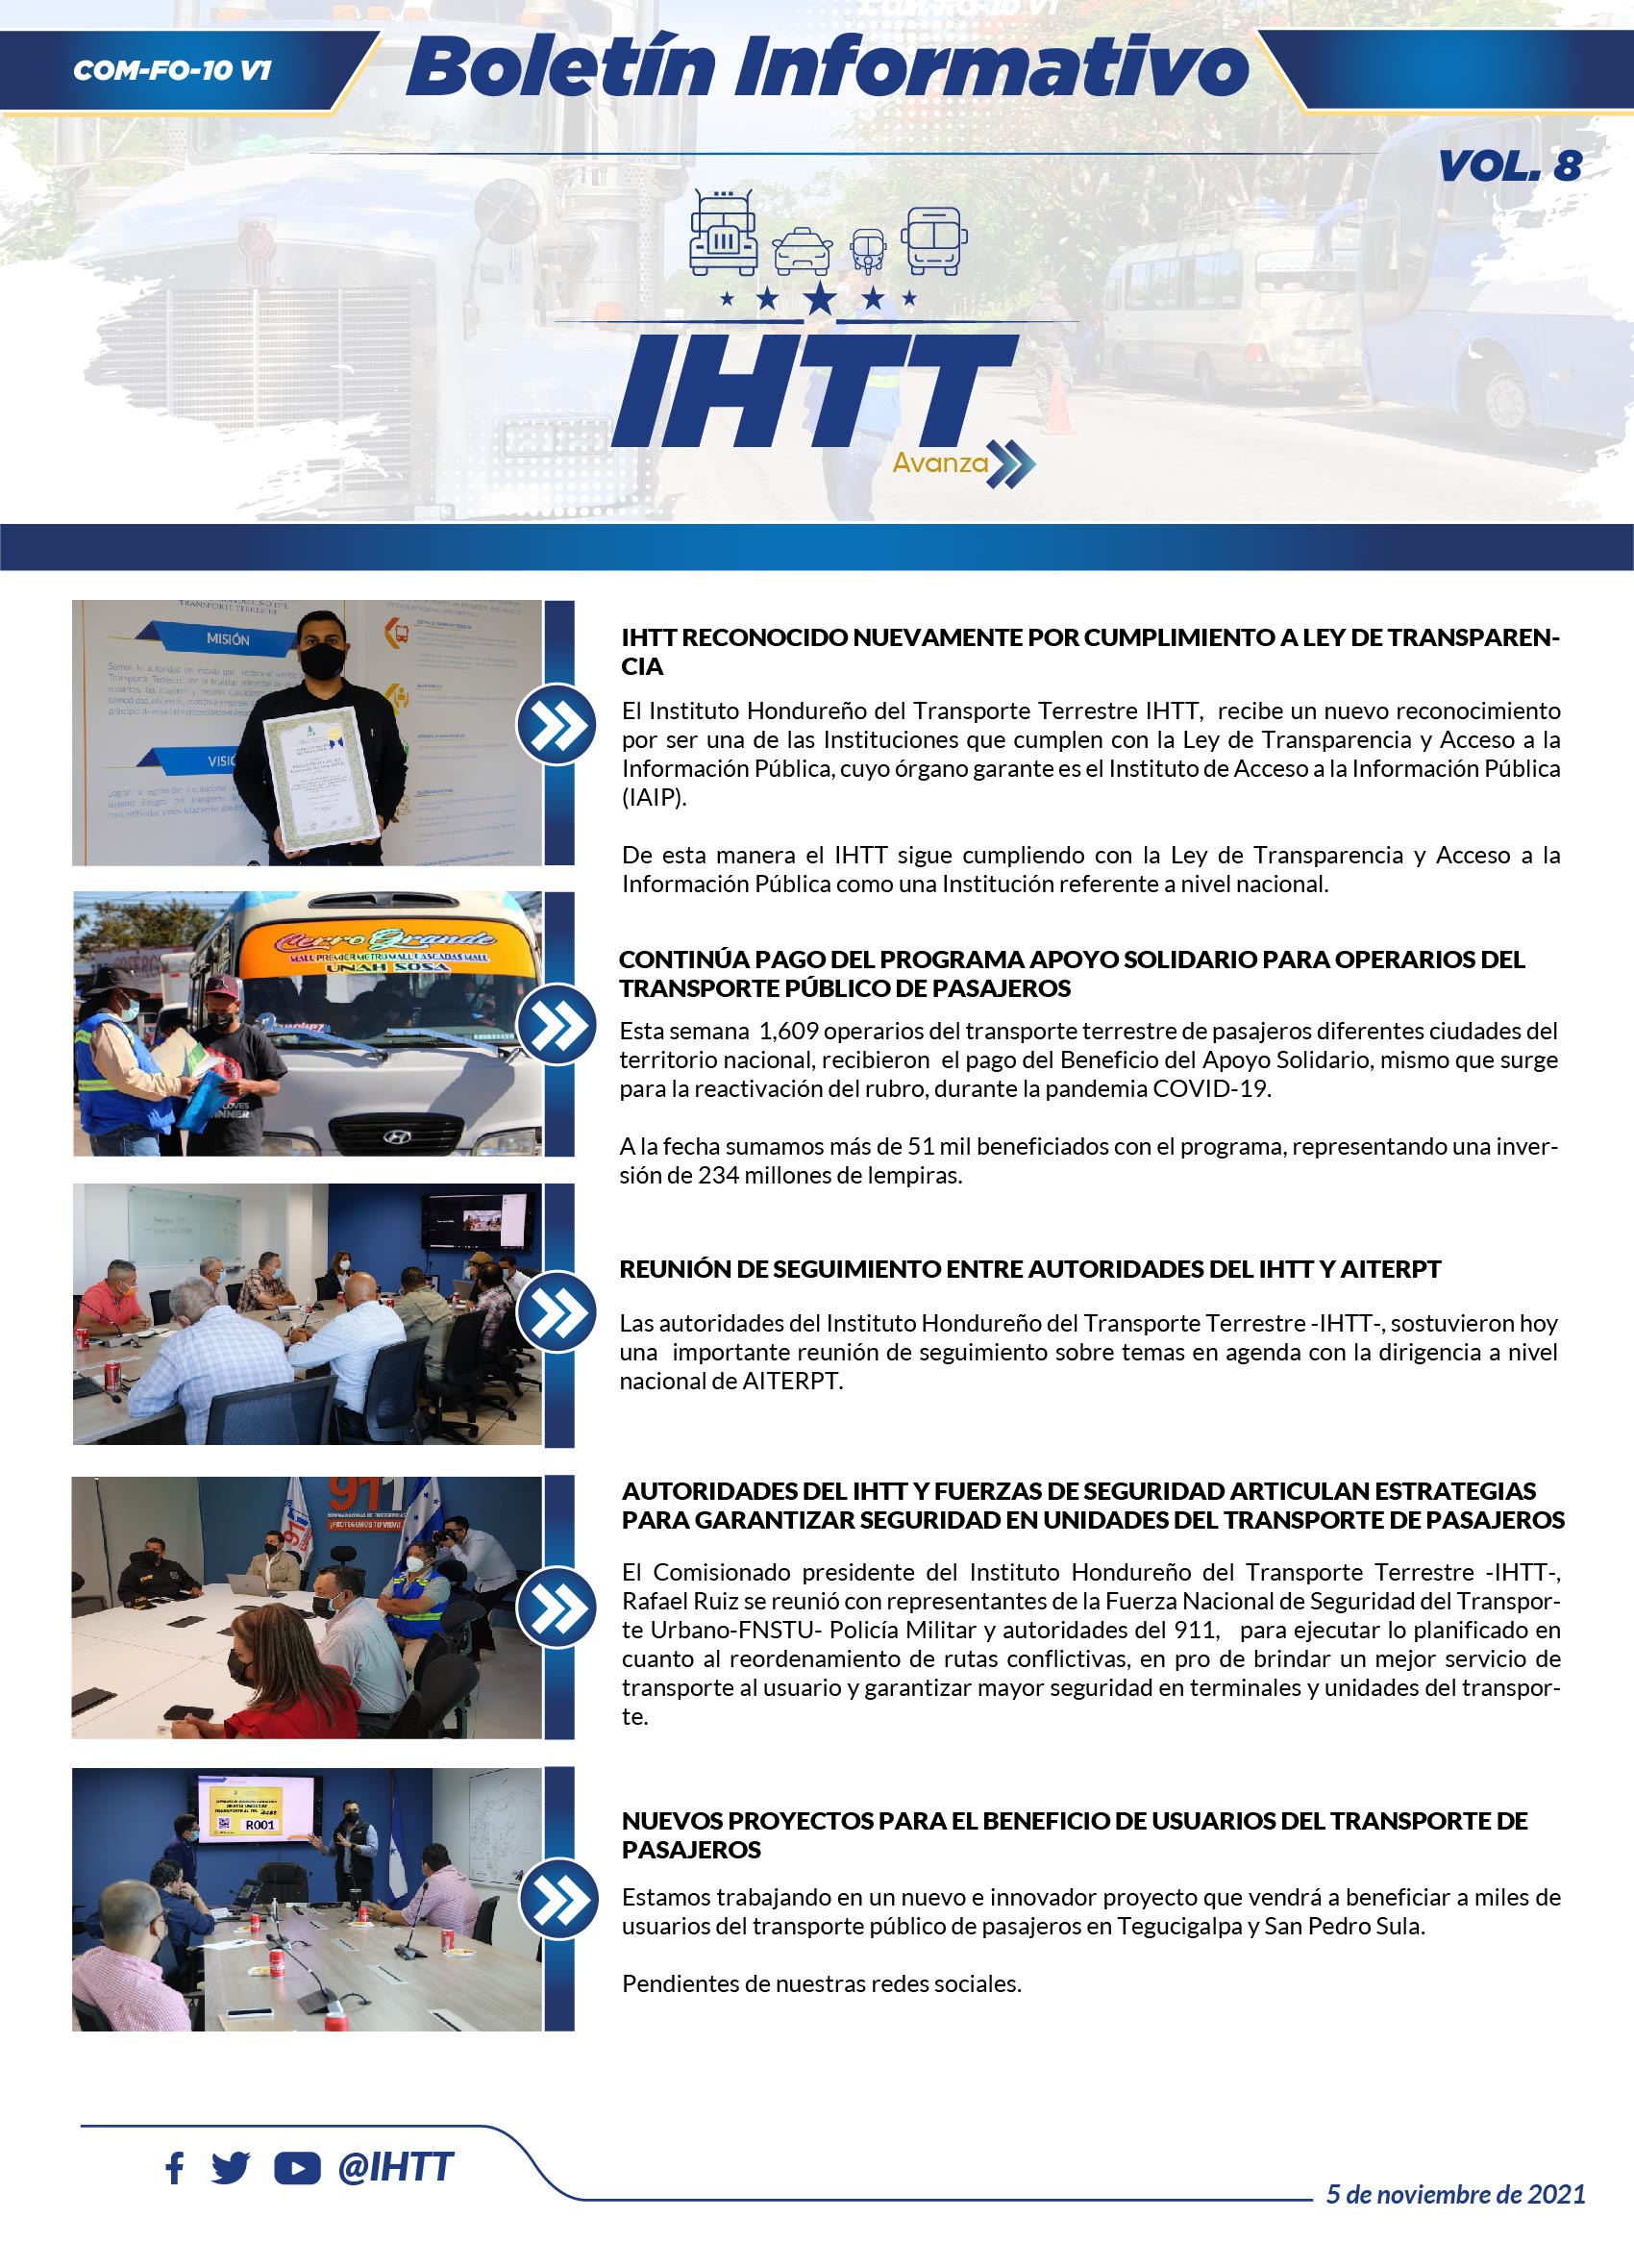 COM-FO-10 V1
COM-FO-10 V1
Boletín Informativo
VOL. 8
IHTT
Avanza
TRANSPORTE TERRESTRE
MISIÓN
IHTT RECONOCIDO NUEVAMENTE POR CUMPLIMIENTO A LEY DE TRANSPAREN-
CIA
El Instituto Hondureño del Transporte Terrestre IHTT, recibe un nuevo reconocimiento
por ser una de las Instituciones que cumplen con la Ley de Transparencia y Acceso a la
Información Pública, cuyo órgano garante es el Instituto de Acceso a la Información Pública
(IAIP).
De esta manera el IHTT sigue cumpliendo con la Ley de Transparencia y Acceso a la
Información Pública como una Institución referente a nivel nacional.
Cerro Grande
UNAH SOSA
CONTINÚA PAGO DEL PROGRAMA APOYO SOLIDARIO PARA OPERARIOS DEL
TRANSPORTE PÚBLICO DE PASAJEROS
Esta semana 1,609 operarios del transporte terrestre de pasajeros diferentes ciudades del
territorio nacional, recibieron el pago del Beneficio del Apoyo Solidario, mismo que surge
para la reactivación del rubro, durante la pandemia COVID-19.
A la fecha sumamos más de 51 mil beneficiados con el programa, representando una inver-
sión de 234 millones de lempiras.
REUNIÓN DE SEGUIMIENTO ENTRE AUTORIDADES DEL IHTT Y AITERPT
Las autoridades del Instituto Hondureño del Transporte Terrestre -IHTT-, sostuvieron hoy
una importante reunión de seguimiento sobre temas en agenda con la dirigencia a nivel
nacional de AITERPT.
911
¡PROTEGEMOS TU VIDA!
AUTORIDADES DEL IHTT Y FUERZAS DE SEGURIDAD ARTICULAN ESTRATEGIAS
PARA GARANTIZAR SEGURIDAD EN UNIDADES DEL TRANSPORTE DE PASAJEROS
El Comisionado presidente del Instituto Hondureño del Transporte Terrestre -IHTT-,
Rafael Ruiz se reunió con representantes de la Fuerza Nacional de Seguridad del Transpor-
te Urbano-FNSTU- Policía Militar y autoridades del 911, para ejecutar lo planificado en
cuanto al reordenamiento de rutas conflictivas, en pro de brindar un mejor servicio de
transporte al usuario y garantizar mayor seguridad en terminales y unidades del transpor-
te.
R001
NUEVOS PROYECTOS PARA EL BENEFICIO DE USUARIOS DEL TRANSPORTE DE
PASAJEROS
Estamos trabajando en un nuevo e innovador proyecto que vendrá a beneficiar a miles de
usuarios del transporte público de pasajeros en Tegucigalpa y San Pedro Sula.
Pendientes de nuestras redes sociales.
@IHTT
5 de noviembre de 2021